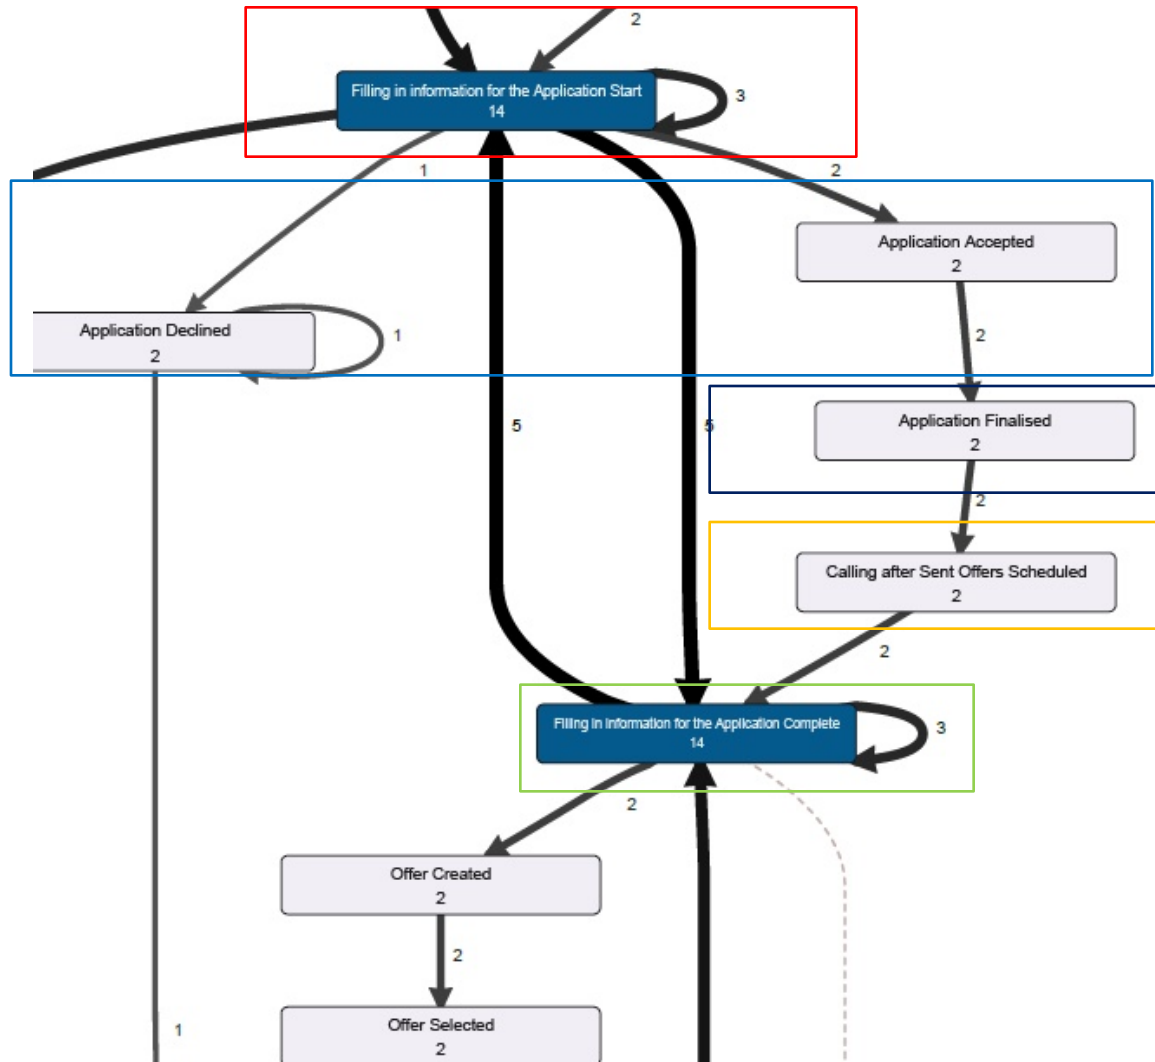 2
Filling in information for the Application Start
14
3
1
2
Application Accepted
2
Application Declined
2
1
2
Application Finalised
2
5
5
2
Calling after Sent Offers Scheduled
2
2
Filling in information for the Application Complete
14
3
2
Offer Created
2
2
Offer Selected
2
1